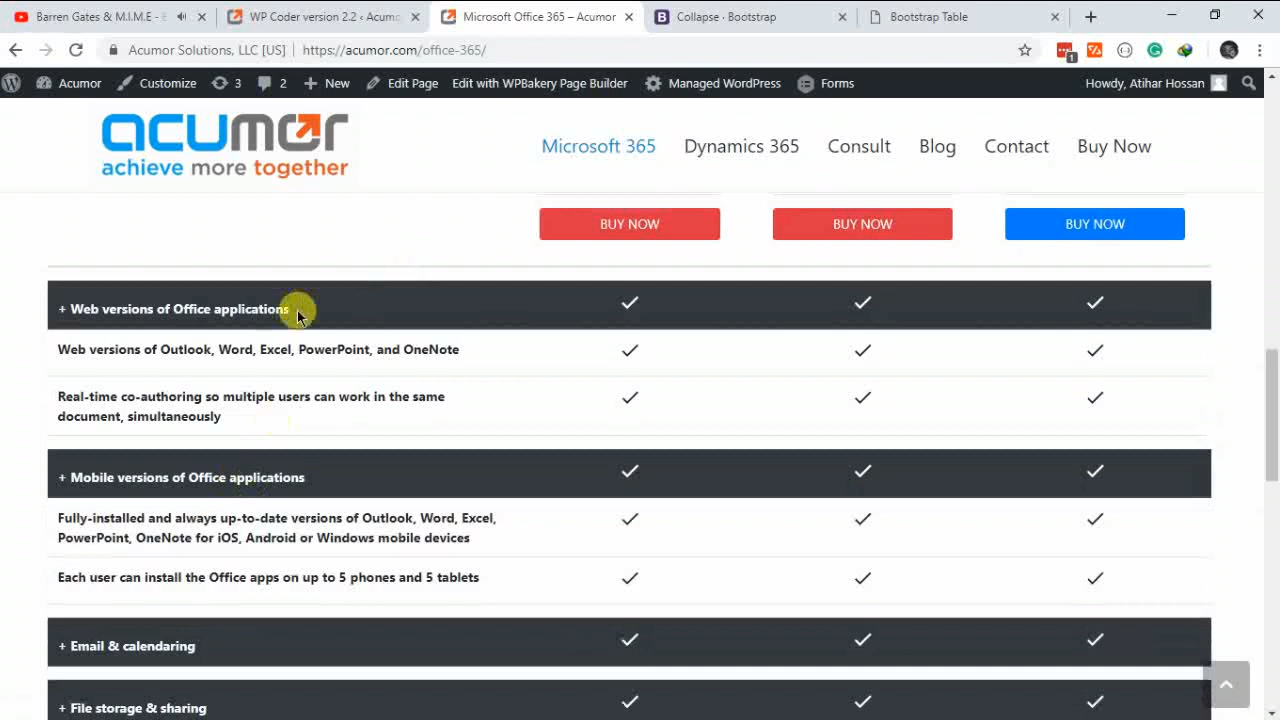 Barren Gates & M.I.M.E - E
WP Coder version 2.2 ‹ Acumo
Microsoft Office 365 – Acumor
Collapse · Bootstrap
Bootstrap Table
Acumor Solutions, LLC [US] | https://acumor.com/office-365/
1
Acumor
Customize
3
2
New
Edit Page
Edit with WPBakery Page Builder
Managed WordPress
Forms
Howdy, Atihar Hossan
acumor
achieve more together
Microsoft 365
Dynamics 365
Consult
Blog
Contact
Buy Now
BUY NOW
BUY NOW
BUY NOW
+ Web versions of Office applications
Web versions of Outlook, Word, Excel, PowerPoint, and OneNote
Real-time co-authoring so multiple users can work in the same
document, simultaneously
+ Mobile versions of Office applications
Fully-installed and always up-to-date versions of Outlook, Word, Excel,
PowerPoint, OneNote for iOS, Android or Windows mobile devices
Each user can install the Office apps on up to 5 phones and 5 tablets
+ Email & calendaring
+ File storage & sharing